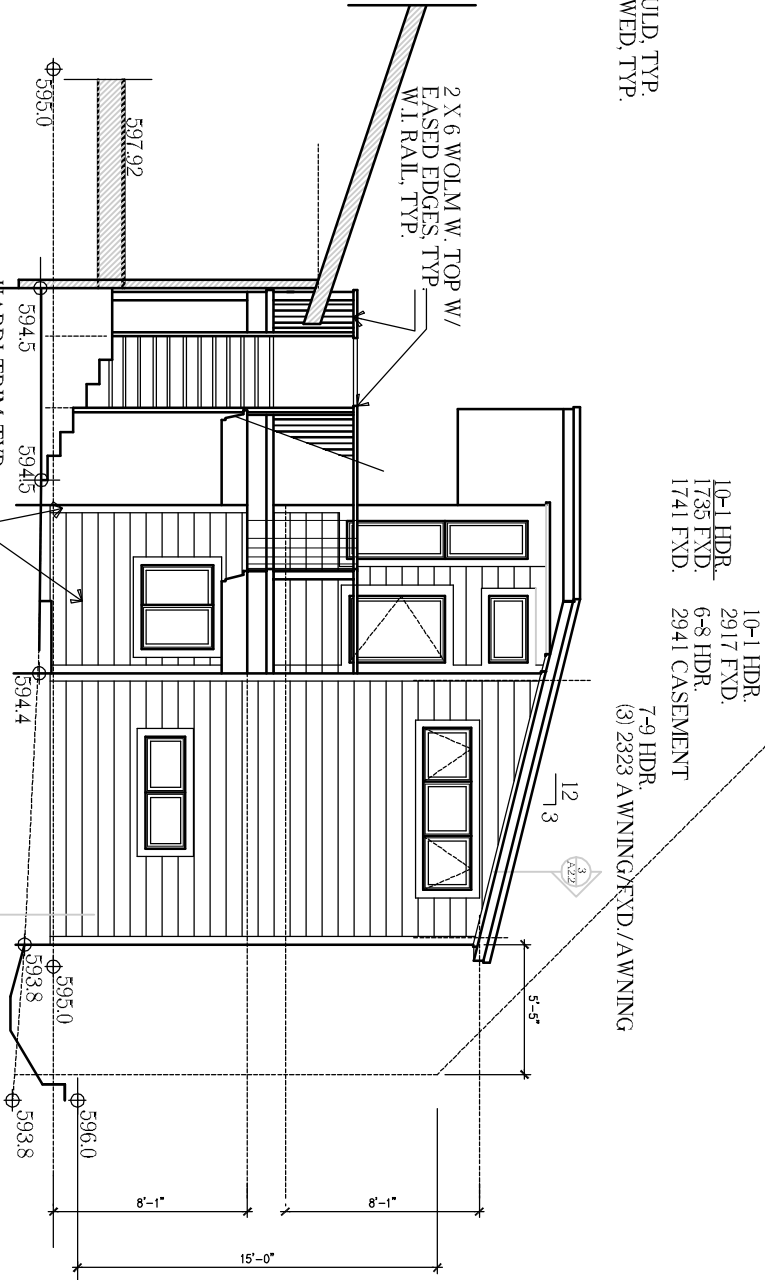 ULD, TYP.
WED, TYP.
2 X 6 WOLM W. TOP W/
EASED EDGES, TYP.
W.I. RAIL, TYP.
10-1 HDR.
1735 FXD.
1741 FXD.
10-1 HDR.
2917 FXD.
6-8 HDR.
2941 CASEMENT
7-9 HDR.
(3) 2323 AWNING/FXD./AWNING
12
3
3
A2.2
5'-5"
597.92
595.0
594.5
594.5
594.4
593.8
595.0
593.8
596.0
8'-1"
8'-1"
15'-0"